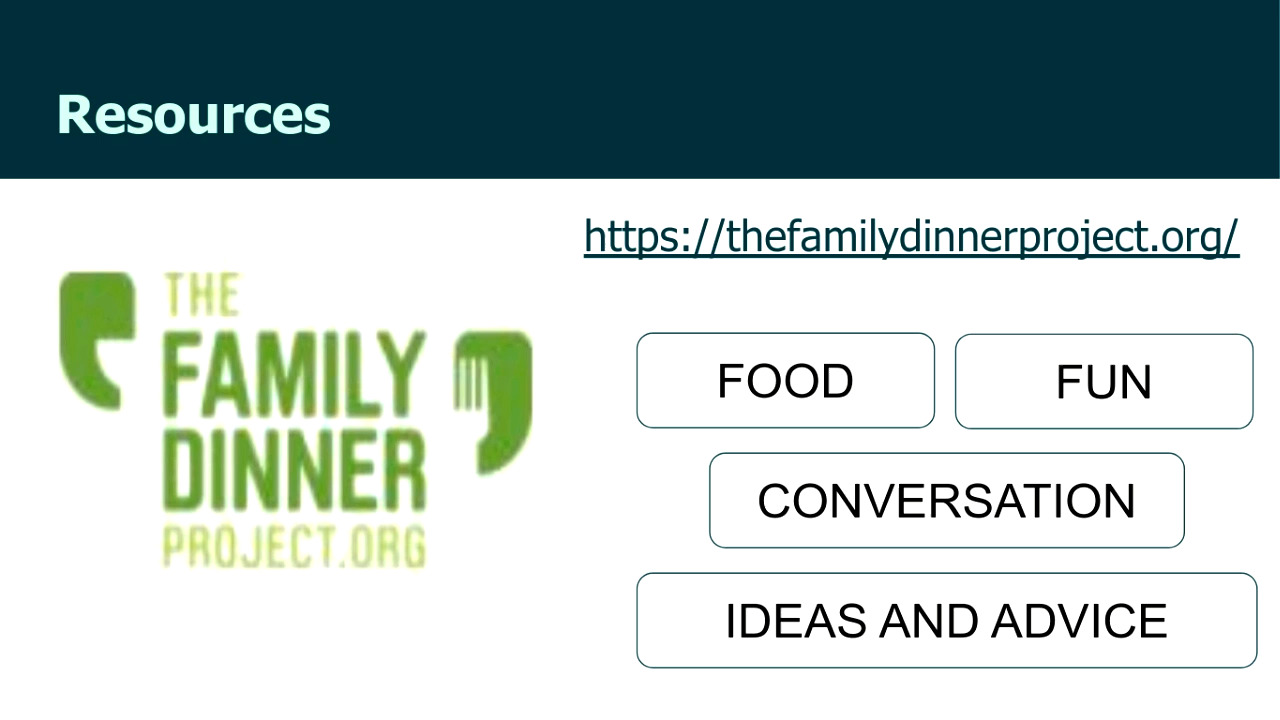 Resources
https://thefamilydinnerproject.org/
THE
FAMILY
DINNER
PROJECT.ORG
FOOD
FUN
CONVERSATION
IDEAS AND ADVICE